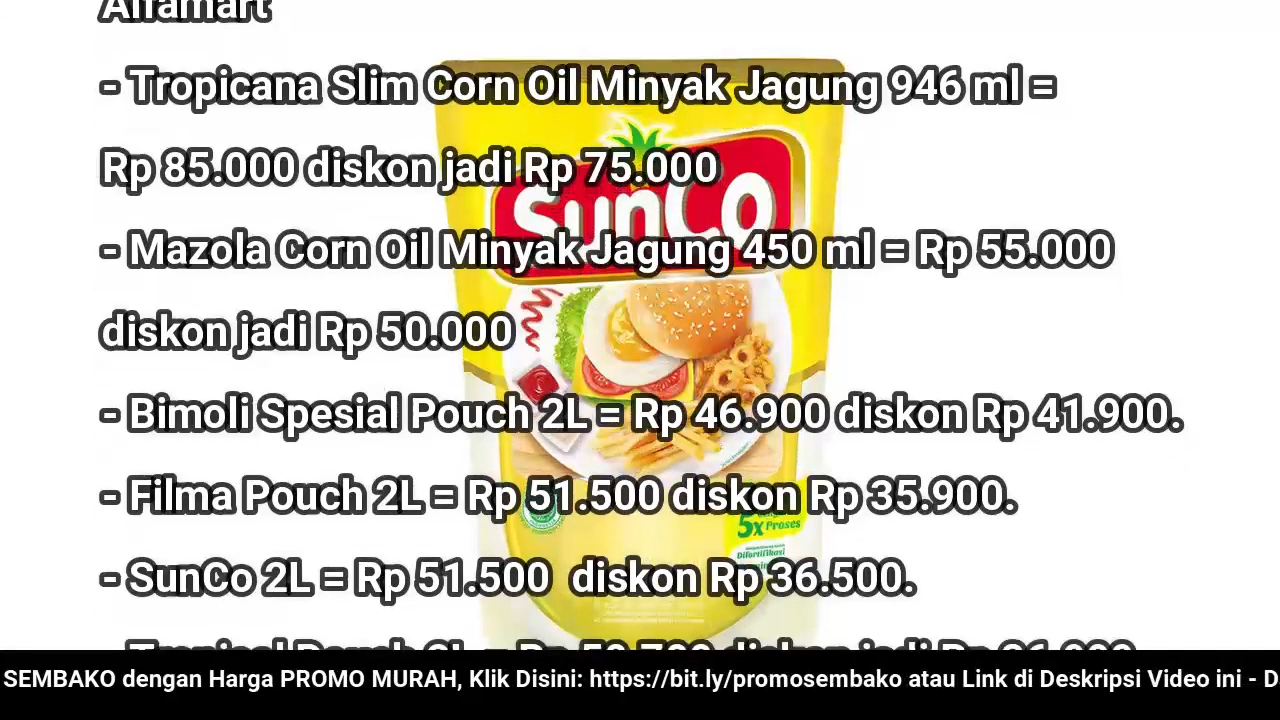 Alfamart
- Tropicana Slim Corn Oil Minyak Jagung 946 ml =
Rp 85.000 diskon jadi Rp 75.000
SunCo
- Mazola Corn Oil Minyak Jagung 450 ml = Rp 55.000
diskon jadi Rp 50.000
- Bimoli Spesial Pouch 2L = Rp 46.900 diskon Rp 41.900.
- Filma Pouch 2L = Rp 51.500 diskon Rp 35.900.
5x Proses
Difortifikasi
- SunCo 2L = Rp 51.500 diskon Rp 36.500.
SEMBAKO dengan Harga PROMO MURAH, Klik Disini: https://bit.ly/promosembako atau Link di Deskripsi Video ini - D